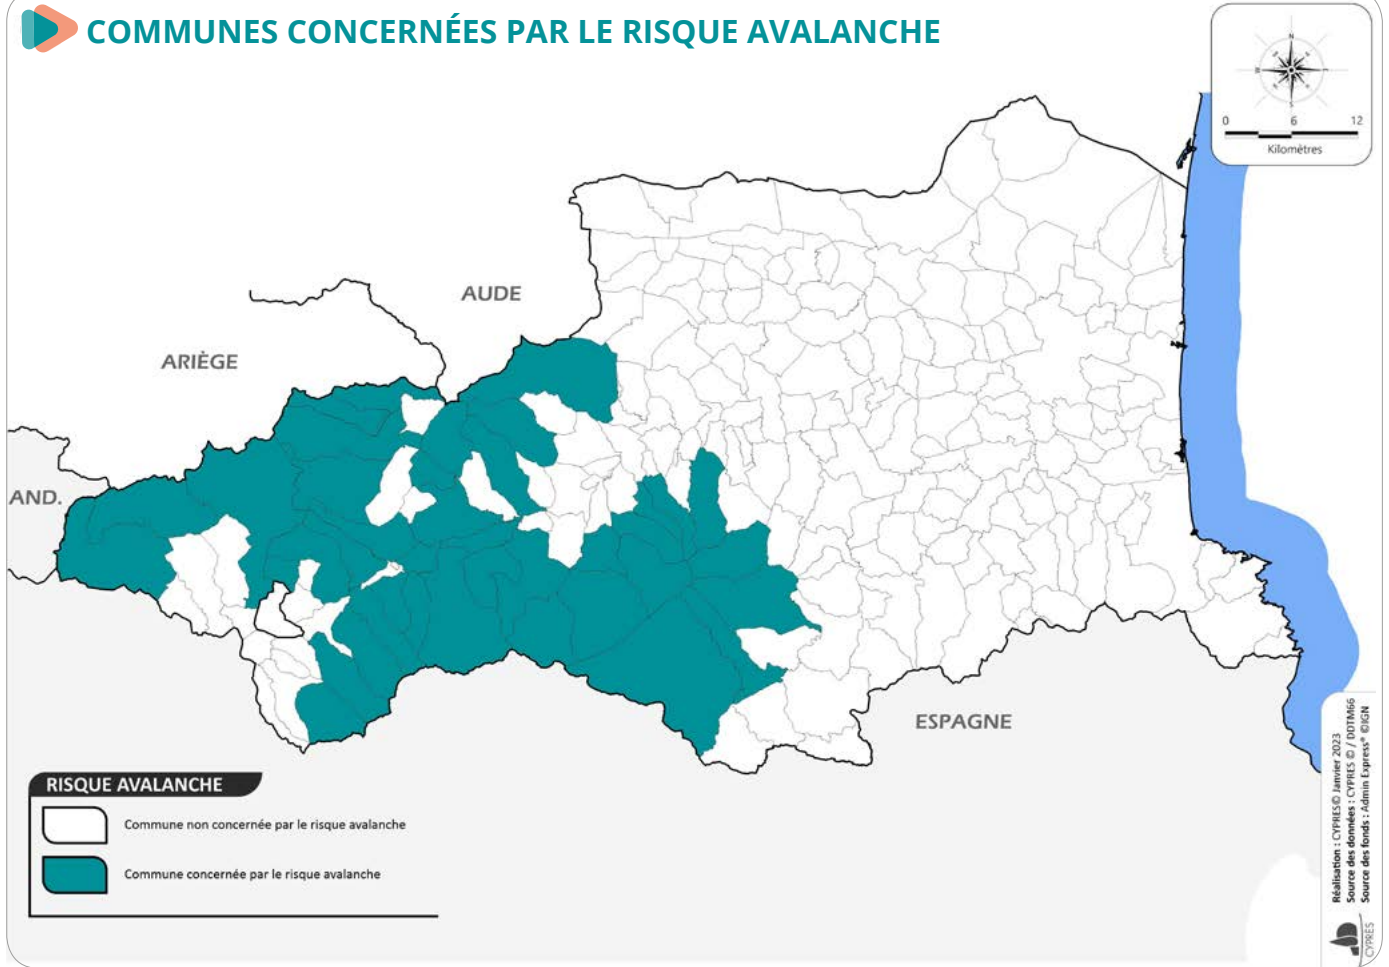 COMMUNES CONCERNÉES PAR LE RISQUE AVALANCHE
N
S
0 6 12
Kilomètres
AUDE
ARIÈGE
AND.
ESPAGNE
RISQUE AVALANCHE
Commune non concernée par le risque avalanche
Commune concernée par le risque avalanche
Réalisation : CYPRES© Janvier 2023
Source des données : CYPRES © / DDTM66
Source des fonds : Admin Express® ©IGN
CYPRÈS